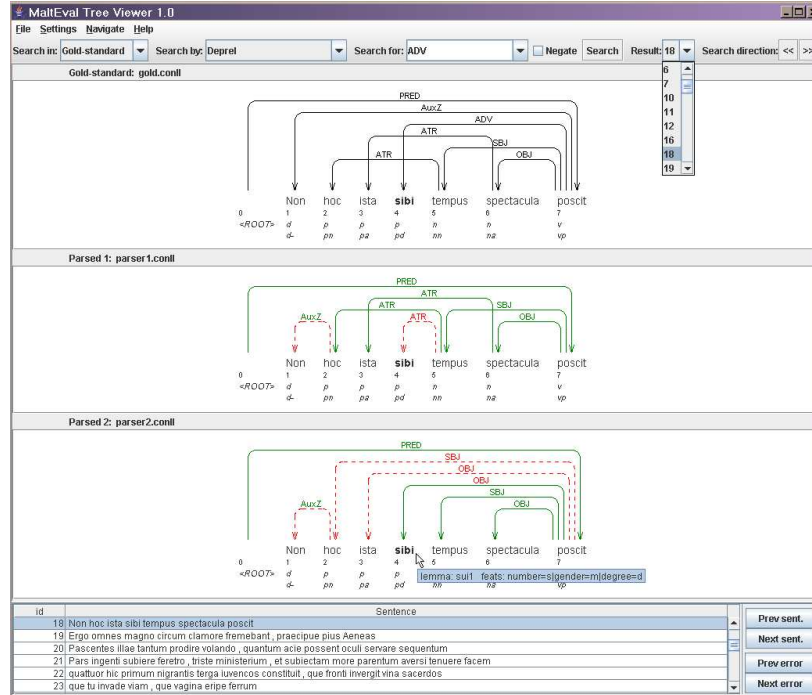 MaltEval Tree Viewer 1.0
File Settings Navigate Help
Search in: Gold-standard Search by: Deprel Search for: ADV Negate Search Result: 18 Search direction: << >>
6
7
10
11
12
16
18
19
Gold-standard: gold.conll
PRED
AuxZ
ADV
ATR
SBJ
ATR OBJ
Non hoc ista sibi tempus spectacula poscit
0 1 2 3 4 5 6 7
<ROOT> d p p p n n v
d- pn pa pd nn na vp
Parsed 1: parser1.conll
PRED
ATR
ATR SBJ
AuxZ ATR OBJ
Non hoc ista sibi tempus spectacula poscit
0 1 2 3 4 5 6 7
<ROOT> d p p p n n v
d- pn pa pd nn na vp
Parsed 2: parser2.conll
PRED
SBJ
OBJ
OBJ
SBJ
AuxZ OBJ
Non hoc ista sibi tempus spectacula poscit
0 1 2 3 4 5 6 7
<ROOT> d p p p
lemma: sui1 feats: number=s|gender=m|degree=d
d- pn pa pd nn na vp
id Sentence
18 Non hoc ista sibi tempus spectacula poscit
19 Ergo omnes magno circum clamore fremebant , praecipue pius Aeneas
20 Pascentes illae tantum prodire volando , quantum acie possent oculi servare sequentum
21 Pars ingenti subiere feretro , triste ministerium , et subiectam more parentum aversi tenuere facem
22 quattuor hic primum nigrantis terga iuvencos constituit , que fronti invergit vina sacerdos
23 que tu invade viam , que vagina eripe ferrum
Prev sent.
Next sent.
Prev error
Next error